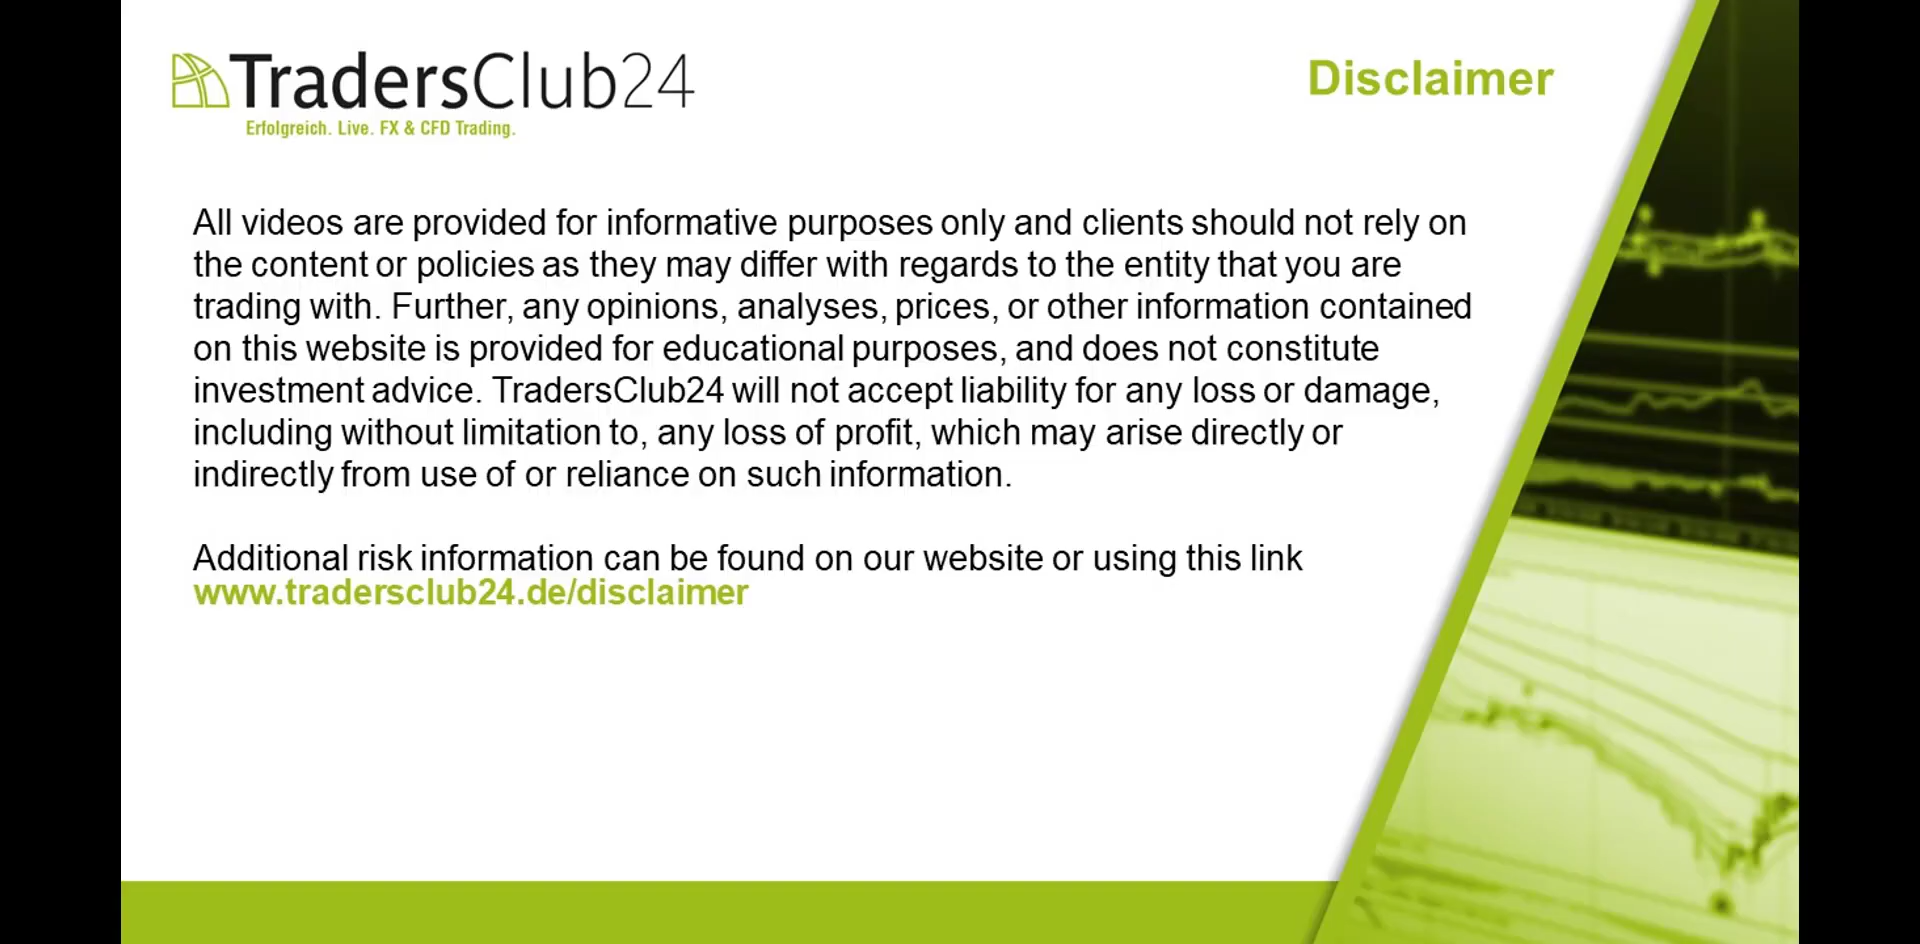 TradersClub24
Erfolgreich. Live. FX & CFD Trading.
Disclaimer
All videos are provided for informative purposes only and clients should not rely on
the content or policies as they may differ with regards to the entity that you are
trading with. Further, any opinions, analyses, prices, or other information contained
on this website is provided for educational purposes, and does not constitute
investment advice. TradersClub24 will not accept liability for any loss or damage,
including without limitation to, any loss of profit, which may arise directly or
indirectly from use of or reliance on such information.
Additional risk information can be found on our website or using this link
www.tradersclub24.de/disclaimer